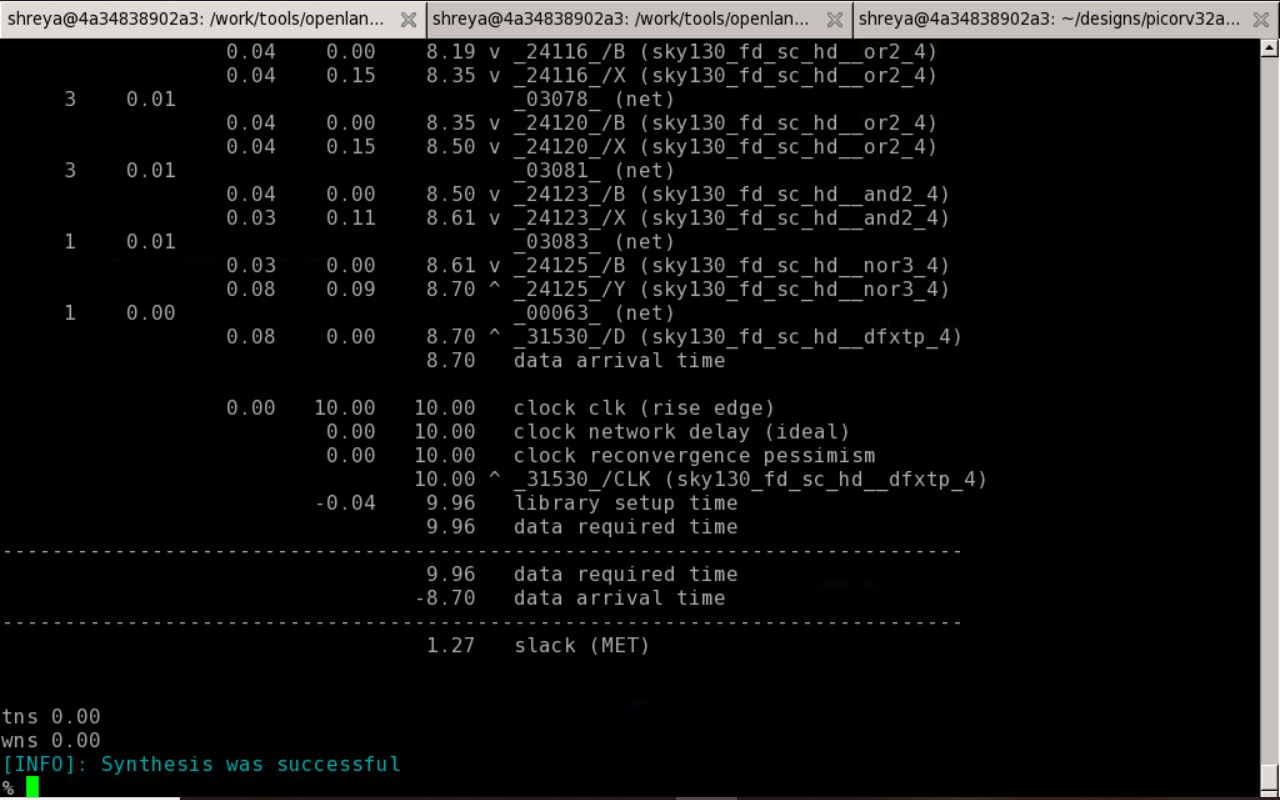 shreya@4a34838902a3: /work/tools/openlan... shreya@4a34838902a3: /work/tools/openlan... shreya@4a34838902a3: ~/designs/picorv32a...
0.04 0.00 8.19 v _24116_/B (sky130_fd_sc_hd__or2_4)
0.04 0.15 8.35 v _24116_/X (sky130_fd_sc_hd__or2_4)
3 0.01 _03078_ (net)
0.04 0.00 8.35 v _24120_/B (sky130_fd_sc_hd__or2_4)
0.04 0.15 8.50 v _24120_/X (sky130_fd_sc_hd__or2_4)
3 0.01 _03081_ (net)
0.04 0.00 8.50 v _24123_/B (sky130_fd_sc_hd__and2_4)
0.03 0.11 8.61 v _24123_/X (sky130_fd_sc_hd__and2_4)
1 0.01 _03083_ (net)
0.03 0.00 8.61 v _24125_/B (sky130_fd_sc_hd__nor3_4)
0.08 0.09 8.70 ^ _24125_/Y (sky130_fd_sc_hd__nor3_4)
1 0.00 _00063_ (net)
0.08 0.00 8.70 ^ _31530_/D (sky130_fd_sc_hd__dfxtp_4)
8.70 data arrival time
0.00 10.00 10.00 clock clk (rise edge)
0.00 10.00 clock network delay (ideal)
0.00 10.00 clock reconvergence pessimism
10.00 ^ _31530_/CLK (sky130_fd_sc_hd__dfxtp_4)
-0.04 9.96 library setup time
9.96 data required time
-----------------------------------------------------------------------------
9.96 data required time
-8.70 data arrival time
-----------------------------------------------------------------------------
1.27 slack (MET)
tns 0.00
wns 0.00
[INFO]: Synthesis was successful
%